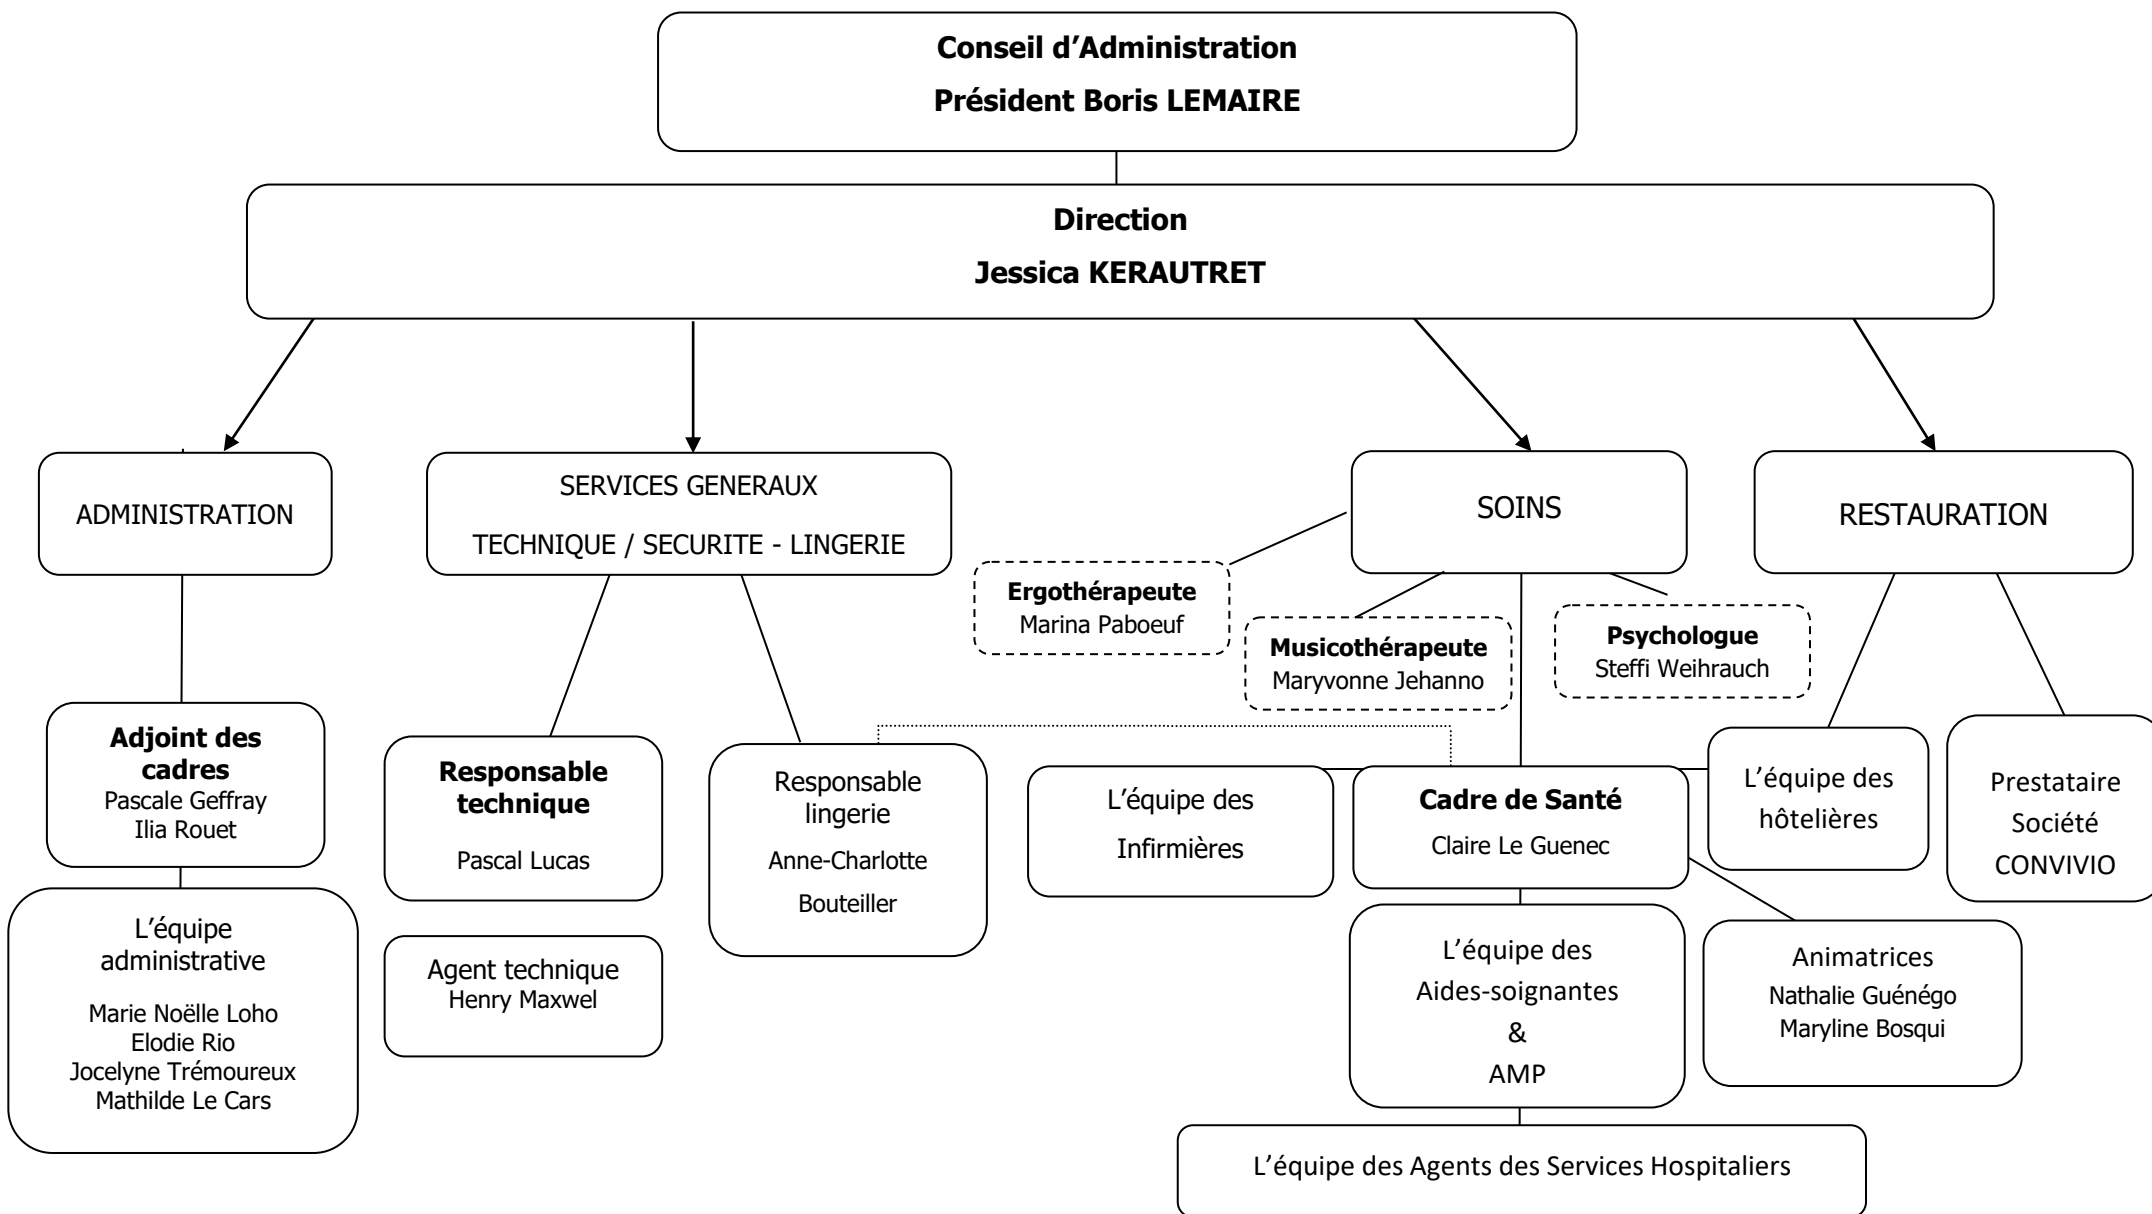 Conseil d’Administration
Président Boris LEMAIRE
Direction
Jessica KERAUTRET
ADMINISTRATION
SERVICES GENERAUX
TECHNIQUE / SECURITE - LINGERIE
SOINS
RESTAURATION
Ergothérapeute
Marina Paboeuf
Musicothérapeute
Maryvonne Jehanno
Psychologue
Steffi Weihrauch
Adjoint des
cadres
Pascale Geffray
Ilia Rouet
Responsable
technique
Pascal Lucas
Responsable
lingerie
Anne-Charlotte
Bouteiller
L’équipe des
Infirmières
Cadre de Santé
Claire Le Guenec
L’équipe des
hôtelières
Prestataire
Société
CONVIVIO
L’équipe
administrative
Marie Noëlle Loho
Elodie Rio
Jocelyne Trémoureux
Mathilde Le Cars
Agent technique
Henry Maxwel
L’équipe des
Aides-soignantes
&
AMP
Animatrices
Nathalie Guénégo
Maryline Bosqui
L’équipe des Agents des Services Hospitaliers